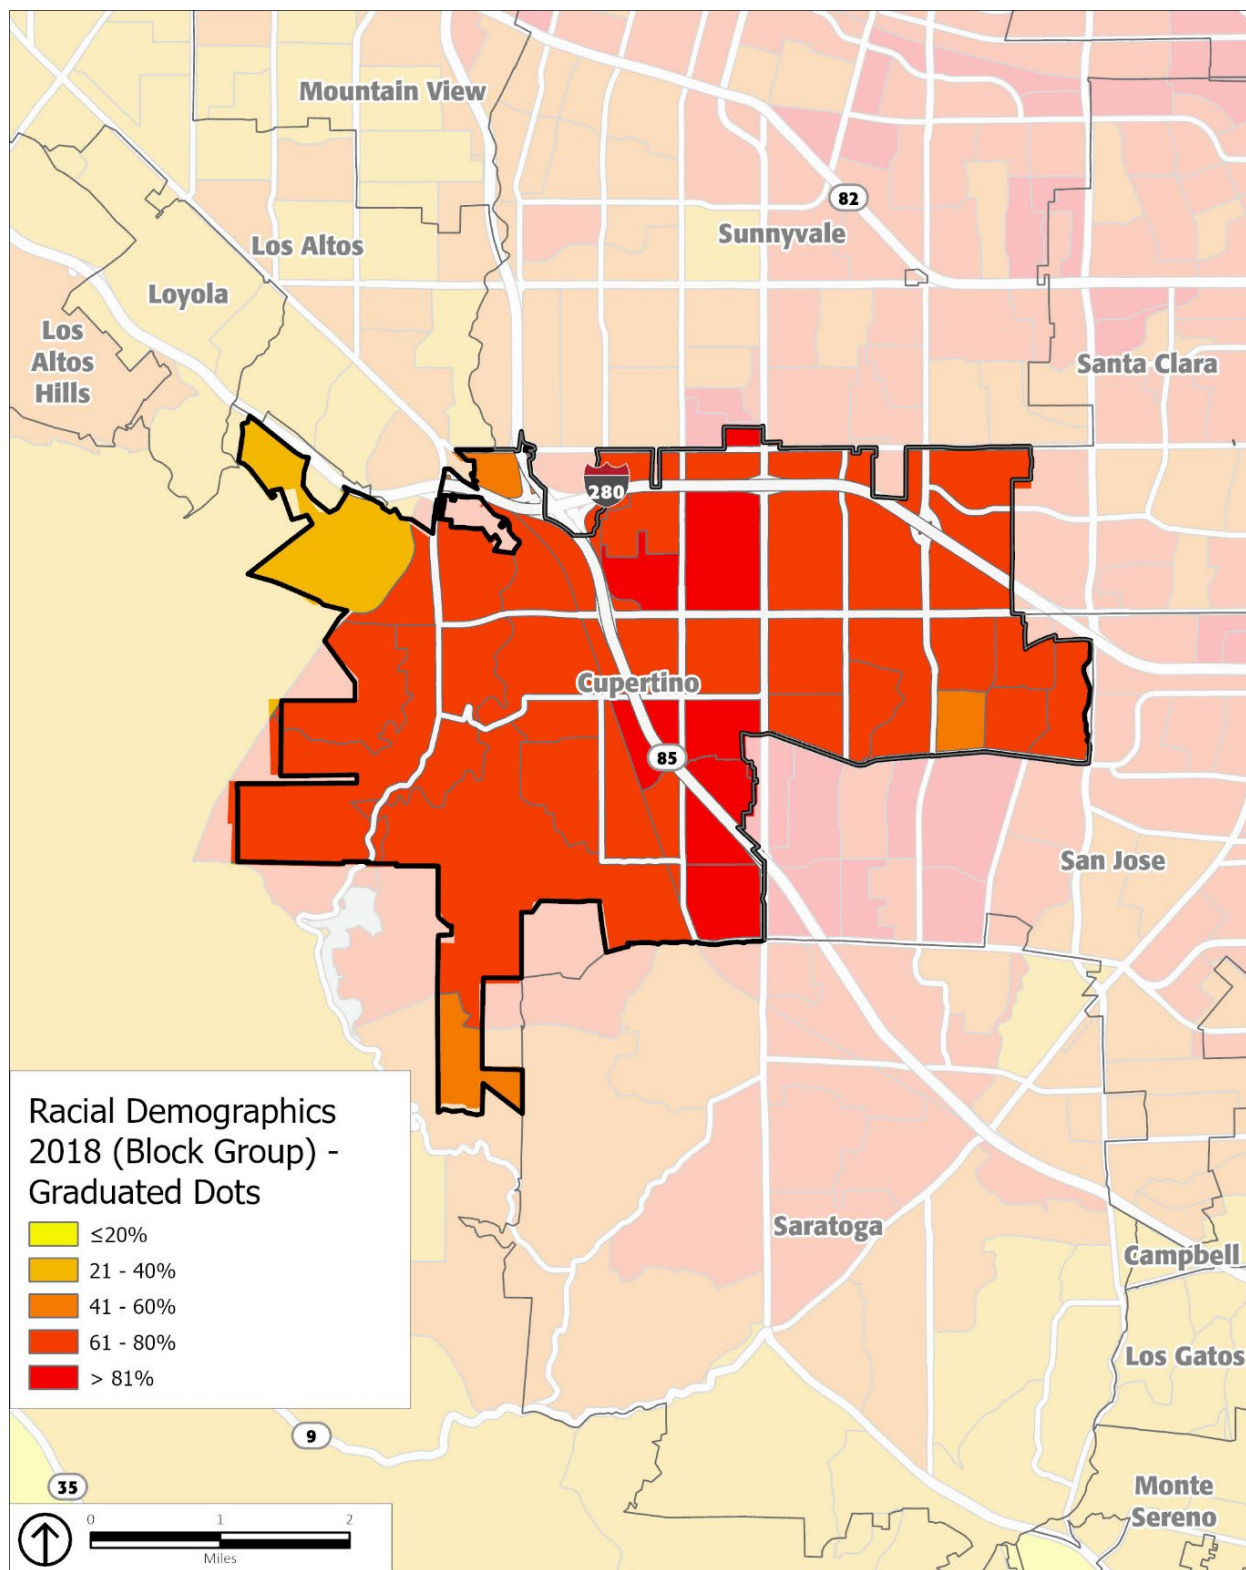 Mountain View
82
Sunnyvale
Los Altos
Loyola
Los
Altos
Hills
Santa Clara
280
Cupertino
85
San Jose
Racial Demographics
2018 (Block Group) -
Graduated Dots
≤20%
21 - 40%
41 - 60%
61 - 80%
> 81%
Saratoga
Campbell
Los Gatos
9
35
Monte
Sereno
0 1 2
Miles